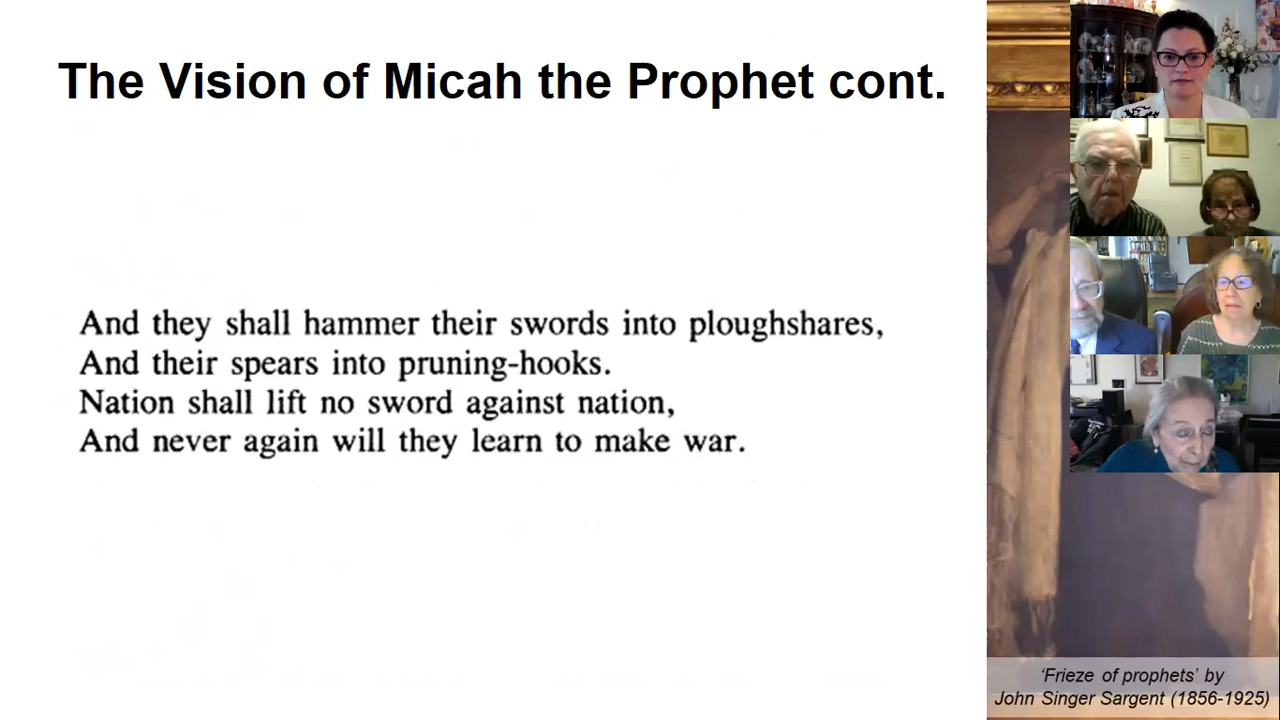 The Vision of Micah the Prophet cont.
And they shall hammer their swords into ploughshares,
And their spears into pruning-hooks.
Nation shall lift no sword against nation,
And never again will they learn to make war.
'Frieze of prophets' by
John Singer Sargent (1856-1925)